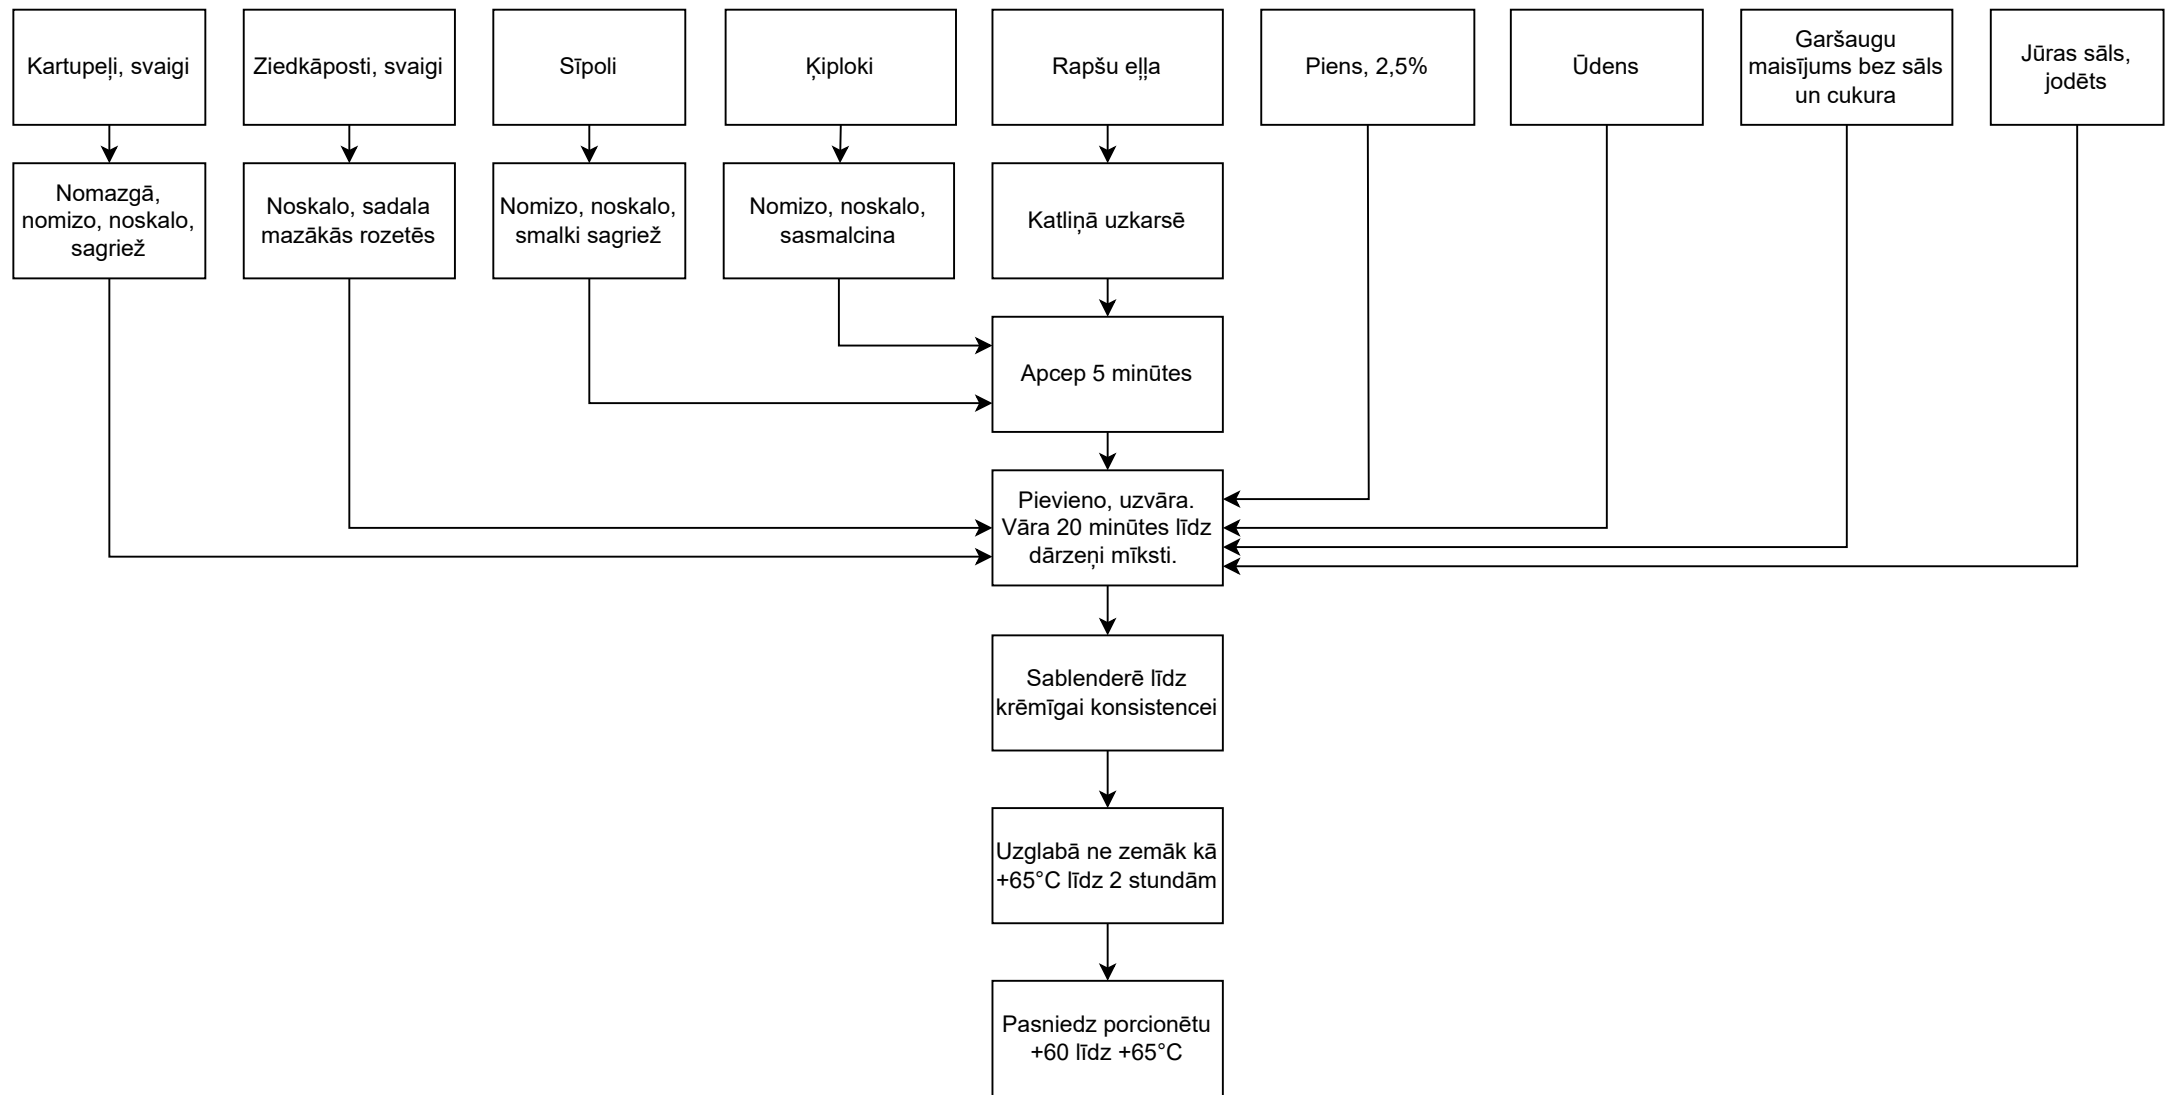 Kartupeļi, svaigi
Ziedkāposti, svaigi
Sīpoli
Ķiploki
Rapšu eļļa
Piens, 2,5%
Ūdens
Garšaugu
maisījums bez sāls
un cukura
Jūras sāls,
jodēts
Nomazgā,
nomizo, noskalo,
sagriež
Noskalo, sadala
mazākās rozetēs
Nomizo, noskalo,
smalki sagriež
Nomizo, noskalo,
sasmalcina
Katliņā uzkarsē
Apcep 5 minūtes
Pievieno, uzvāra.
Vāra 20 minūtes līdz
dārzeņi mīksti.
Sablenderē līdz
krēmīgai konsistencei
Uzglabā ne zemāk kā
+65°C līdz 2 stundām
Pasniedz porcionētu
+60 līdz +65°C